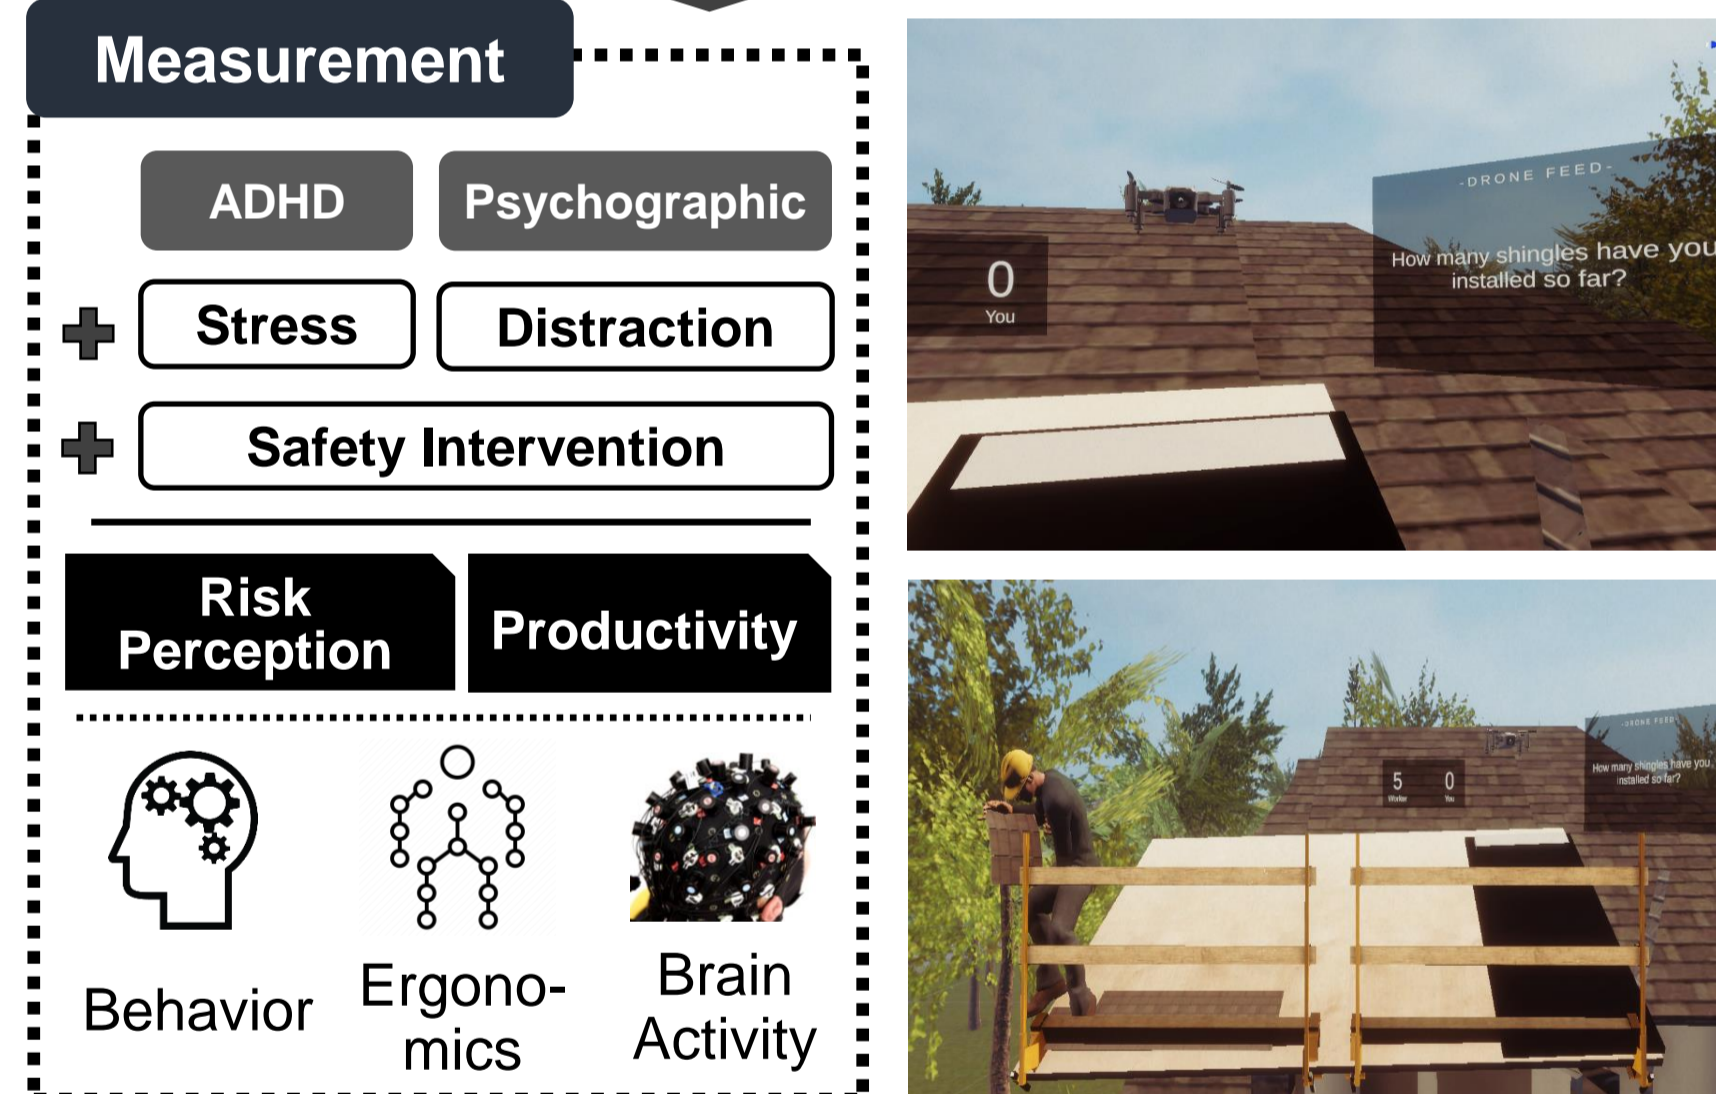 Measurement
ADHD
Psychographic
Stress
Distraction
Safety Intervention
Risk
Perception
Productivity
Behavior
Ergono-
mics
Brain
Activity
-DRONE FEED-
How many shingles have you
installed so far?
0
You
5 0
Worker You
-DRONE FEED-
How many shingles have you
installed so far?